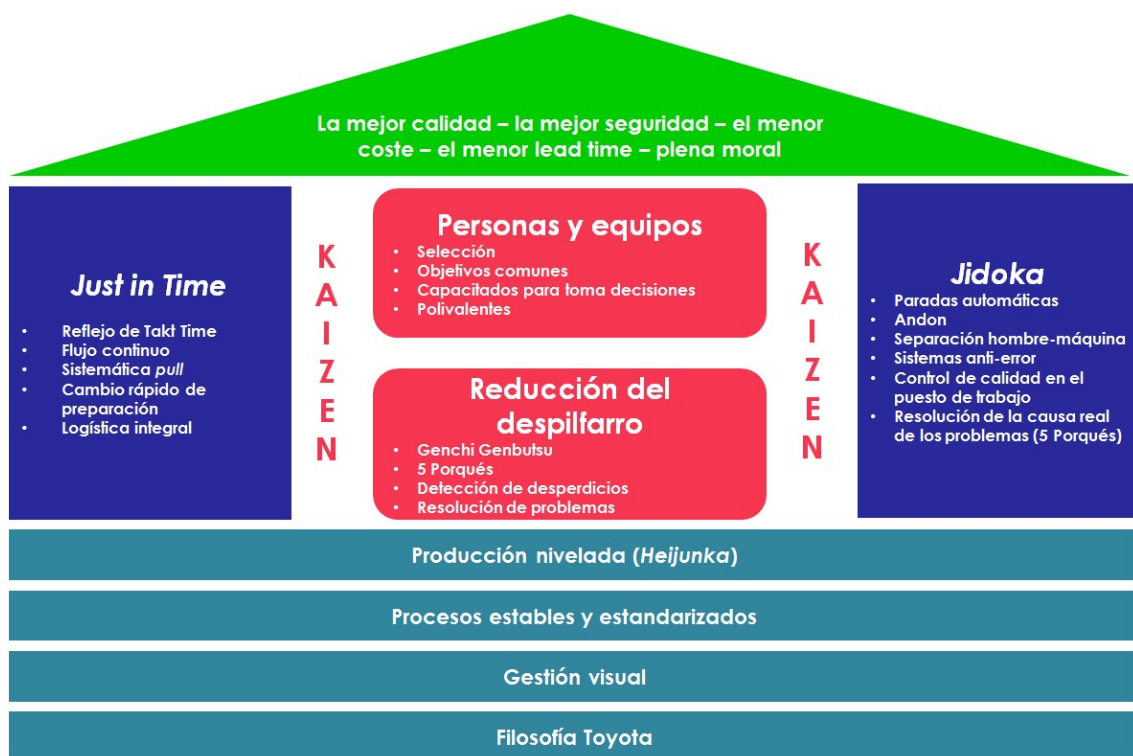 La mejor calidad – la mejor seguridad – el menor
coste – el menor lead time – plena moral
Just in Time
• Reflejo de Takt Time
• Flujo continuo
• Sistemática pull
• Cambio rápido de
preparación
• Logística integral
K
A
I
Z
E
N
Personas y equipos
• Selección
• Objetivos comunes
• Capacitados para toma decisiones
• Polivalentes
Reducción del
despilfarro
• Genchi Genbutsu
• 5 Porqués
• Detección de desperdicios
• Resolución de problemas
K
A
I
Z
E
N
Jidoka
• Paradas automáticas
• Andon
• Separación hombre-máquina
• Sistemas anti-error
• Control de calidad en el
puesto de trabajo
• Resolución de la causa real
de los problemas (5 Porqués)
Producción nivelada (Heijunka)
Procesos estables y estandarizados
Gestión visual
Filosofía Toyota